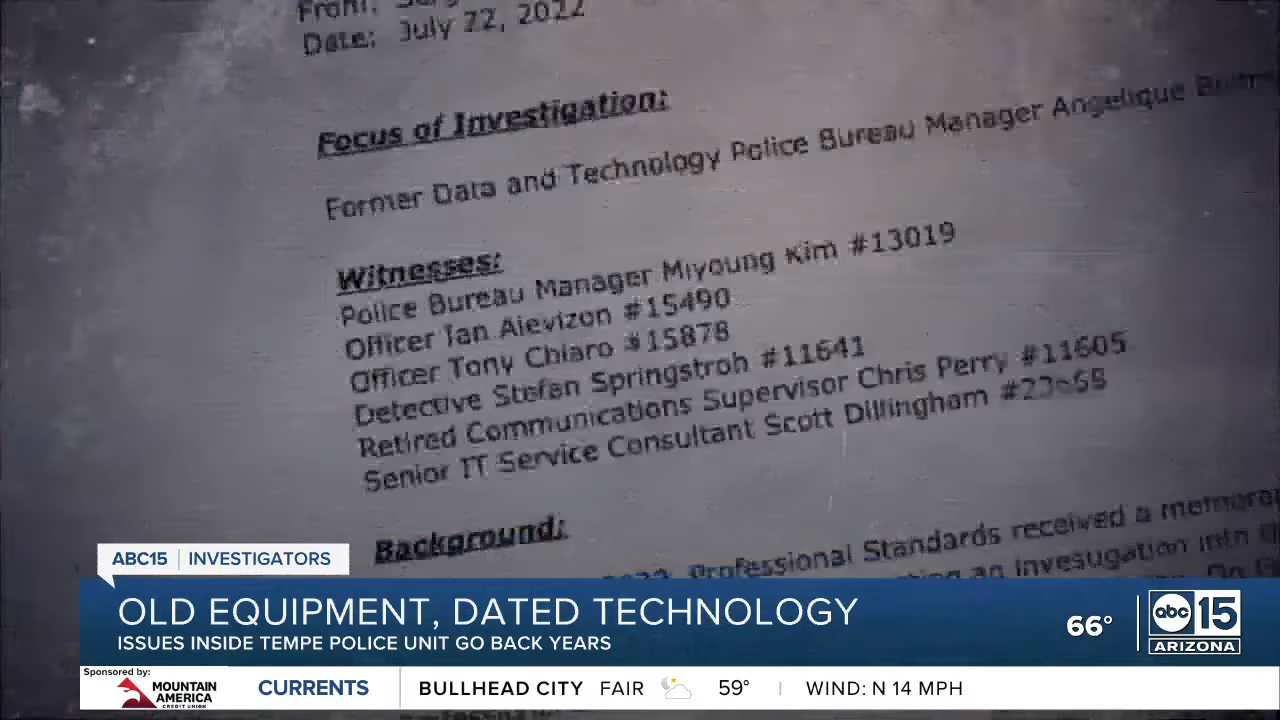 From:
Date: July 22, 2022
Focus of Investigation:
Former Data and Technology Police Bureau Manager Angelique
Witnesses:
Police Bureau Manager Miyoung Kim #13019
Officer Ian Aievizon #15490
Officer Tony Chiaro #15878
Detective Stefan Springstroh #11641
Retired Communications Supervisor Chris Perry #11605
Senior IT Service Consultant Scott Dillingham
Background:
Professional Standards received a
an investigation into
ABC15 INVESTIGATORS
OLD EQUIPMENT, DATED TECHNOLOGY
ISSUES INSIDE TEMPE POLICE UNIT GO BACK YEARS
66°
abc 15
ARIZONA
Sponsored by:
MOUNTAIN
AMERICA
CREDIT UNION
CURRENTS
BULLHEAD CITY FAIR 59° WIND: N 14 MPH